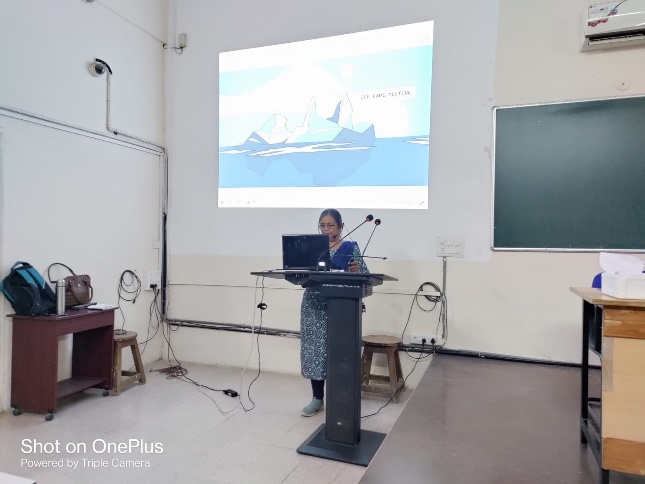 ICE CAPS MELTING
Shot on OnePlus
Powered by Triple Camera